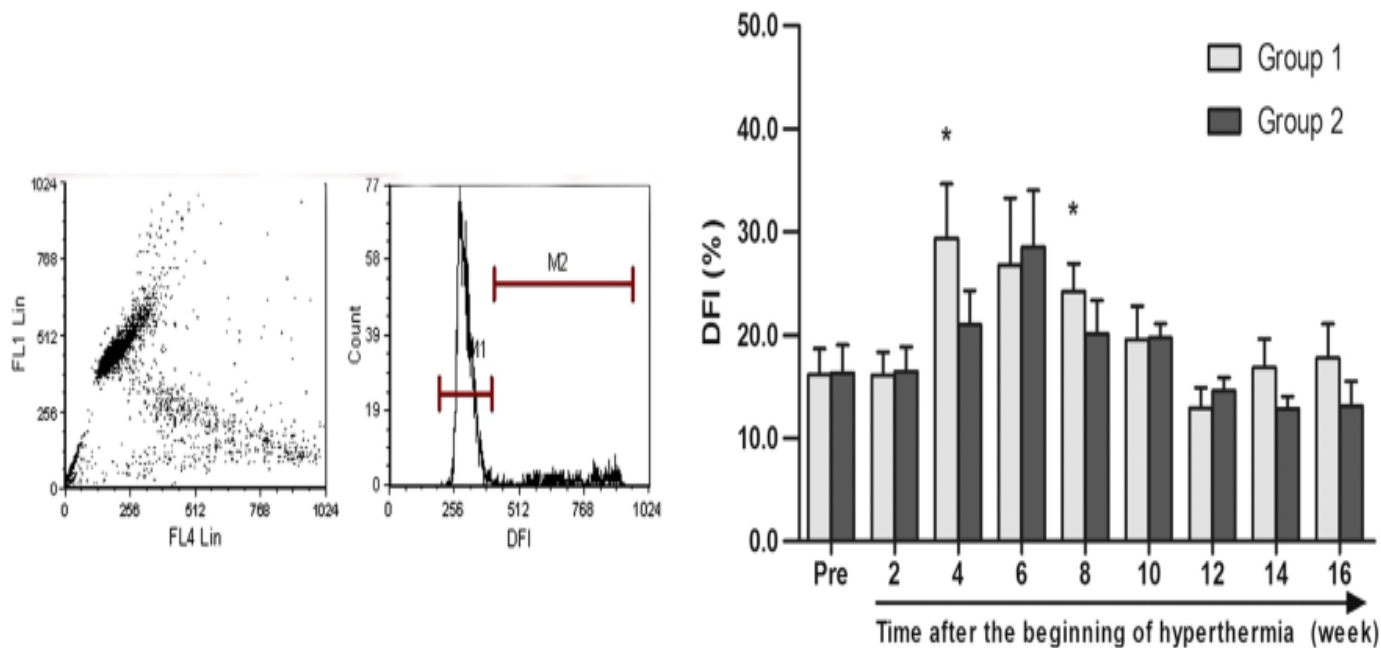 1024
768
512
256
0
FL1 Lin
0 256 512 768 1024
FL4 Lin
77
58
39
19
0
Count
M2
0 256 512 768 1024
DFI
50.0
40.0
30.0
20.0
10.0
0.0
DFI (%)
Group 1
Group 2
*
*
Pre 2 4 6 8 10 12 14 16
Time after the beginning of hyperthermia (week)